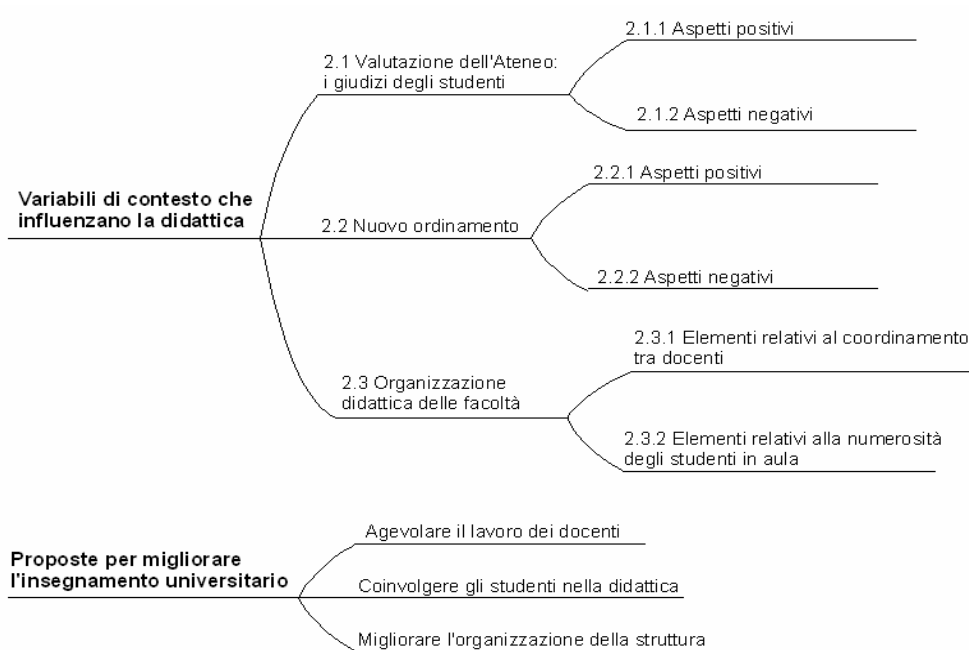 Variabili di contesto che
influenzano la didattica
2.1 Valutazione dell'Ateneo:
i giudizi degli studenti
2.1.1 Aspetti positivi
2.1.2 Aspetti negativi
2.2 Nuovo ordinamento
2.2.1 Aspetti positivi
2.2.2 Aspetti negativi
2.3 Organizzazione
didattica delle facoltà
2.3.1 Elementi relativi al coordinamento
tra docenti
2.3.2 Elementi relativi alla numerosità
degli studenti in aula
Proposte per migliorare
l'insegnamento universitario
Agevolare il lavoro dei docenti
Coinvolgere gli studenti nella didattica
Migliorare l'organizzazione della struttura